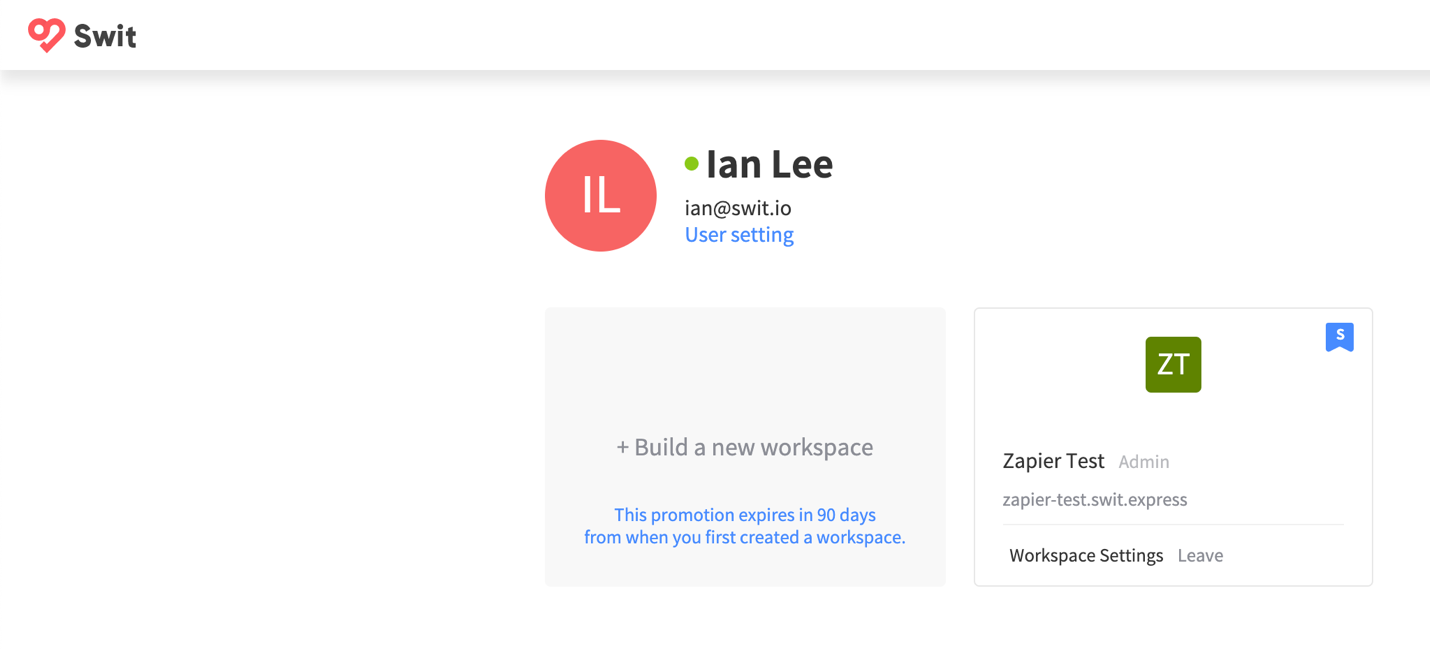 Swit
IL
Ian Lee
ian@swit.io
User setting
+ Build a new workspace
This promotion expires in 90 days
from when you first created a workspace.
S
ZT
Zapier Test Admin
zapier-test.swit.express
Workspace Settings Leave